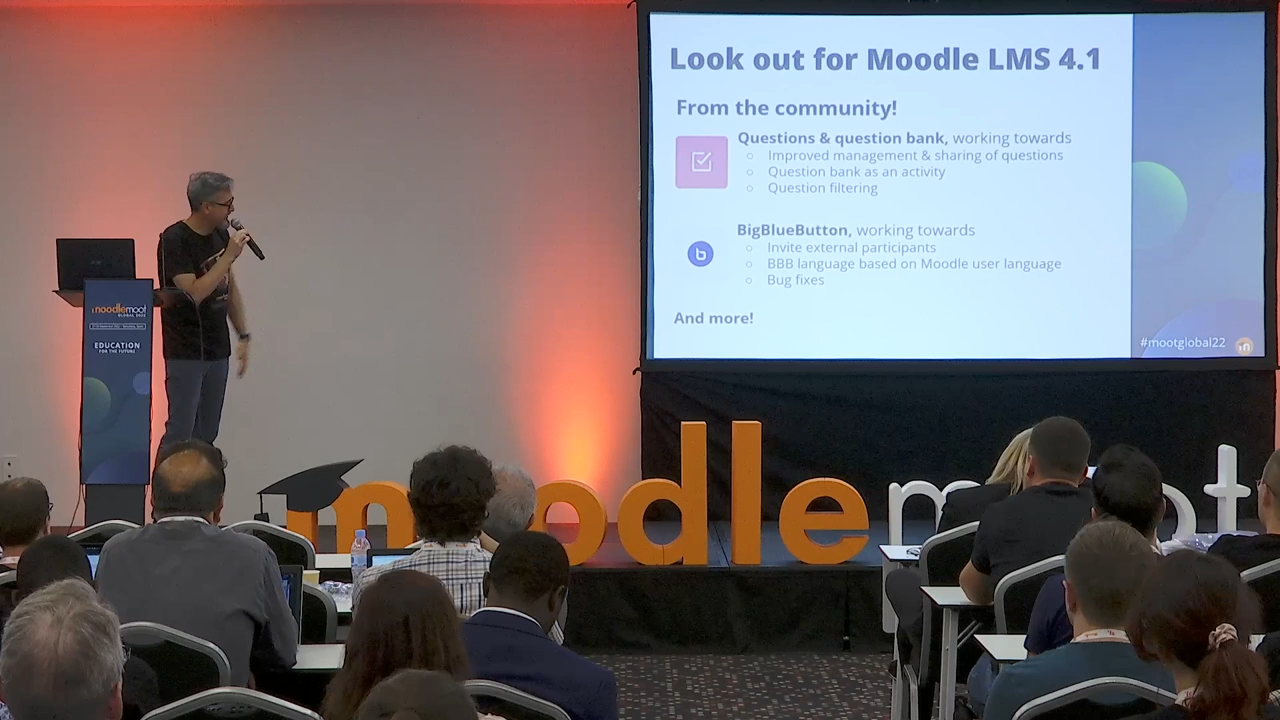 Look out for Moodle LMS 4.1
From the community!
Questions & question bank, working towards
Improved management & sharing of questions
Question bank as an activity
Question filtering
BigBlueButton, working towards
Invite external participants
BBB language based on Moodle user language
Bug fixes
And more!
#mootglobal22
moodlemoot
GLOBAL 2022
EDUCATION
FOR THE FUTURE
moodle